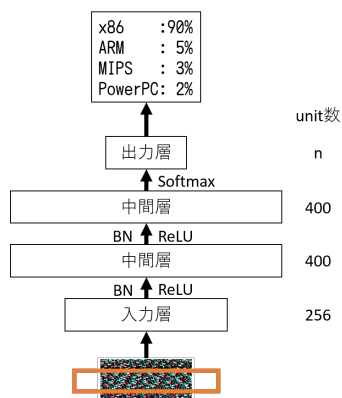 x86 :90%
ARM : 5%
MIPS : 3%
PowerPC: 2%
unit数
出力層 n
Softmax
中間層 400
BN ReLU
中間層 400
BN ReLU
入力層 256